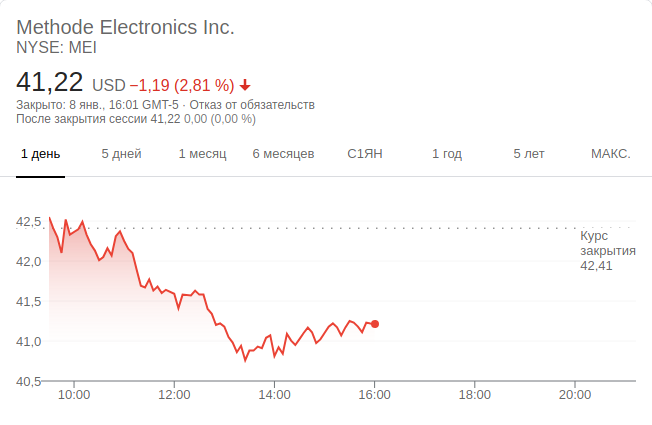 Methode Electronics Inc.
NYSE: MEI
41,22 USD −1,19 (2,81 %)
Закрыто: 8 янв., 16:01 GMT-5 · Отказ от обязательств
После закрытия сессии 41,22 0,00 (0,00 %)
1 день 5 дней 1 месяц 6 месяцев С1ЯН 1 год 5 лет МАКС.
42,5
Курс
закрытия
42,41
42,0
41,5
41,0
40,5
10:00 12:00 14:00 16:00 18:00 20:00